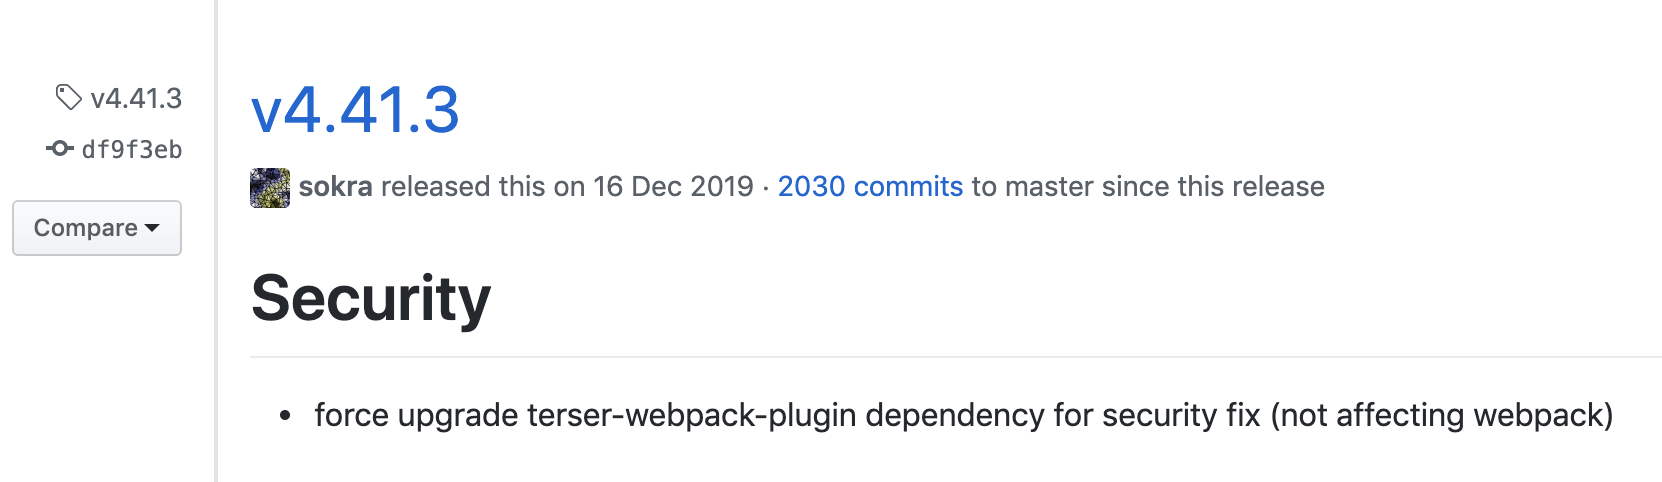 v4.41.3
df9f3eb
Compare
v4.41.3
sokra released this on 16 Dec 2019 · 2030 commits to master since this release
Security
• force upgrade terser-webpack-plugin dependency for security fix (not affecting webpack)